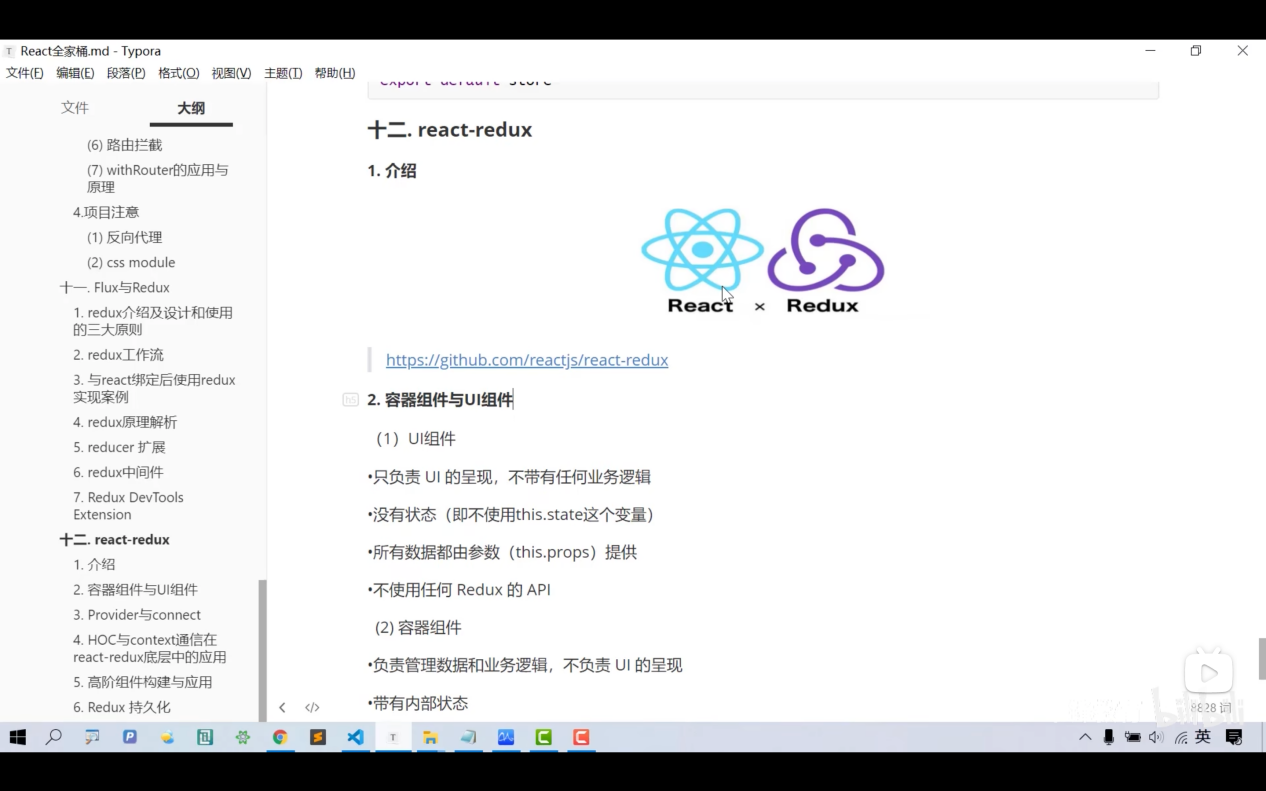 React全家桶.md - Typora
文件(F) 编辑(E) 段落(P) 格式(O) 视图(V) 主题(T) 帮助(H)
文件 大纲
(6) 路由拦截
(7) withRouter的应用与
原理
4.项目注意
(1) 反向代理
(2) css module
十一. Flux与Redux
1. redux介绍及设计和使用
的三大原则
2. redux工作流
3. 与react绑定后使用redux
实现案例
4. redux原理解析
5. reducer 扩展
6. redux中间件
7. Redux DevTools
Extension
十二. react-redux
1. 介绍
2. 容器组件与UI组件
3. Provider与connect
4. HOC与context通信在
react-redux底层中的应用
5. 高阶组件构建与应用
6. Redux 持久化
export default store
十二. react-redux
1. 介绍
React × Redux
https://github.com/reactjs/react-redux
h5
2. 容器组件与UI组件
（1）UI组件
•只负责 UI 的呈现，不带有任何业务逻辑
•没有状态（即不使用this.state这个变量）
•所有数据都由参数（this.props）提供
•不使用任何 Redux 的 API
(2) 容器组件
•负责管理数据和业务逻辑，不负责 UI 的呈现
•带有内部状态
8828 词
bilibili
英